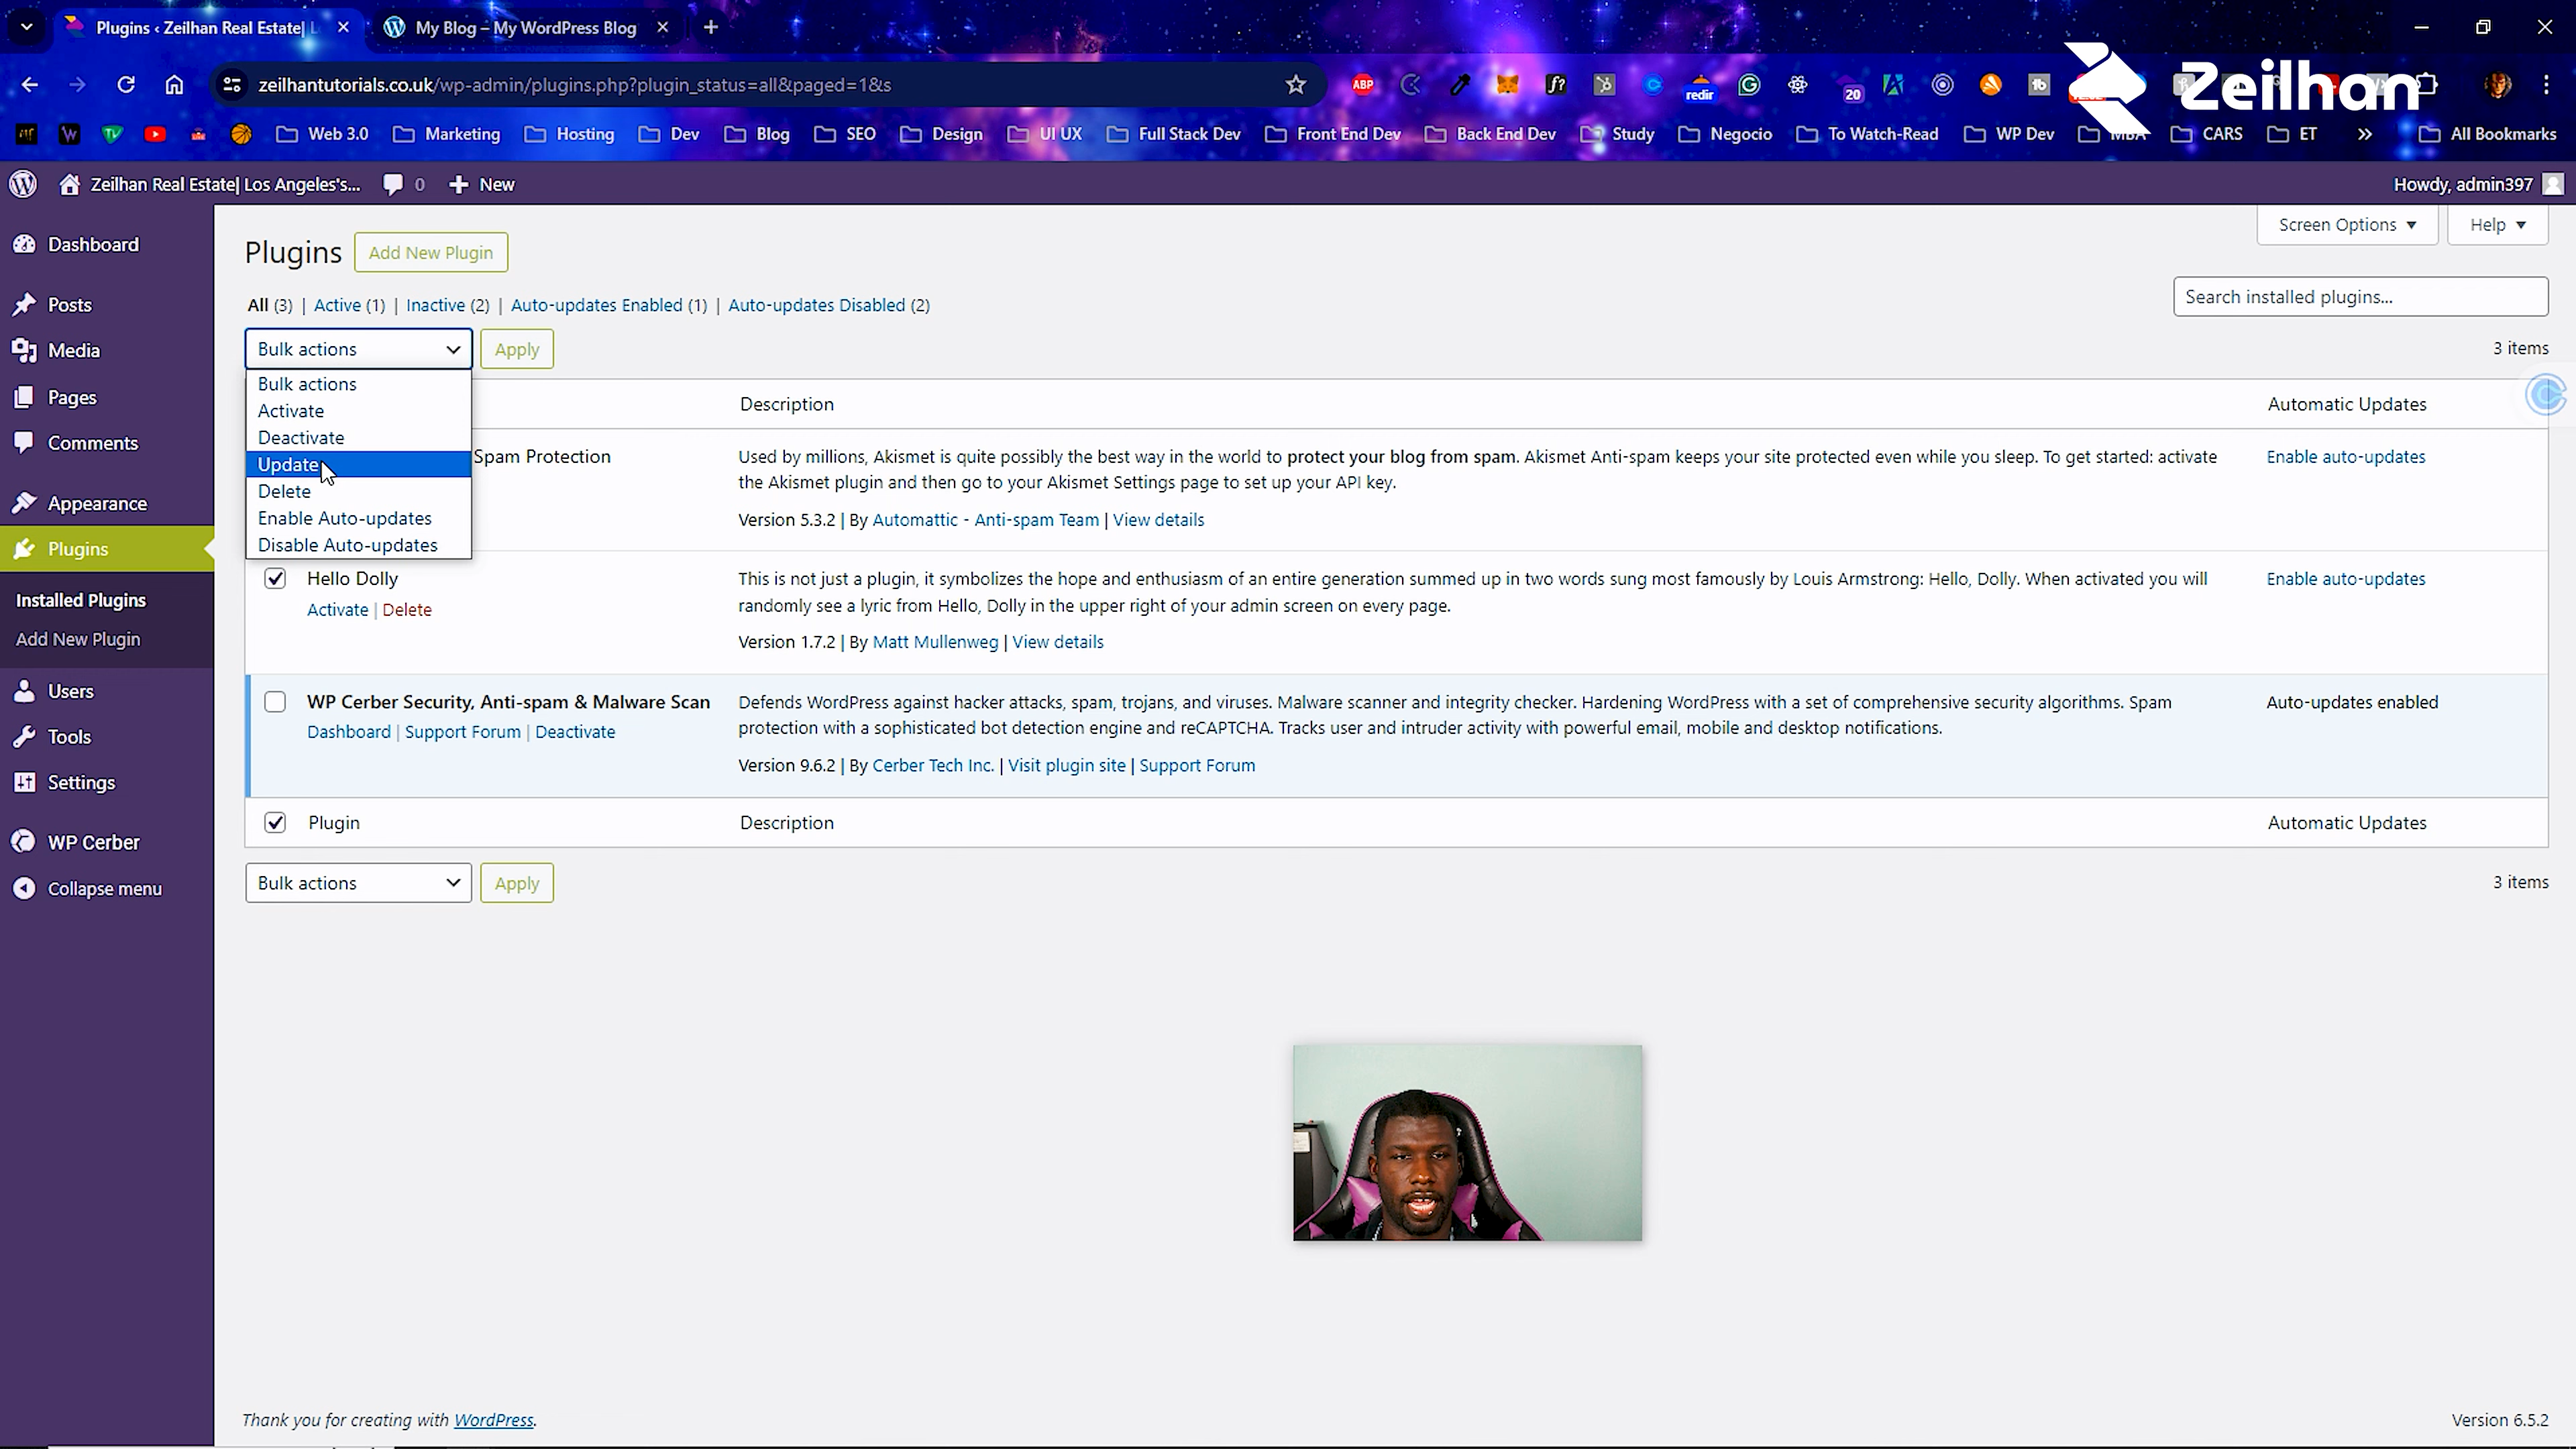 Plugins ‹ Zeilhan Real Estate| L
My Blog – My WordPress Blog
zeilhantutorials.co.uk/wp-admin/plugins.php?plugin_status=all&paged=1&s
ABP
f?
redir
20
Zeilhan
Web 3.0
Marketing
Hosting
Dev
Blog
SEO
Design
UI UX
Full Stack Dev
Front End Dev
Back End Dev
Study
Negocio
To Watch-Read
WP Dev
MBA
CARS
ET
All Bookmarks
Zeilhan Real Estate| Los Angeles's...
0
New
Howdy, admin397
Dashboard
Posts
Media
Pages
Comments
Appearance
Plugins
Installed Plugins
Add New Plugin
Users
Tools
Settings
WP Cerber
Collapse menu
Screen Options
Help
Plugins
Add New Plugin
All (3) | Active (1) | Inactive (2) | Auto-updates Enabled (1) | Auto-updates Disabled (2)
Search installed plugins...
Bulk actions
Apply
3 items
Bulk actions
Activate
Deactivate
Update
Delete
Enable Auto-updates
Disable Auto-updates
Description
Automatic Updates
Spam Protection
Used by millions, Akismet is quite possibly the best way in the world to protect your blog from spam. Akismet Anti-spam keeps your site protected even while you sleep. To get started: activate
the Akismet plugin and then go to your Akismet Settings page to set up your API key.
Version 5.3.2 | By Automattic - Anti-spam Team | View details
Enable auto-updates
Hello Dolly
Activate | Delete
This is not just a plugin, it symbolizes the hope and enthusiasm of an entire generation summed up in two words sung most famously by Louis Armstrong: Hello, Dolly. When activated you will
randomly see a lyric from Hello, Dolly in the upper right of your admin screen on every page.
Version 1.7.2 | By Matt Mullenweg | View details
Enable auto-updates
WP Cerber Security, Anti-spam & Malware Scan
Dashboard | Support Forum | Deactivate
Defends WordPress against hacker attacks, spam, trojans, and viruses. Malware scanner and integrity checker. Hardening WordPress with a set of comprehensive security algorithms. Spam
protection with a sophisticated bot detection engine and reCAPTCHA. Tracks user and intruder activity with powerful email, mobile and desktop notifications.
Version 9.6.2 | By Cerber Tech Inc. | Visit plugin site | Support Forum
Auto-updates enabled
Plugin
Description
Automatic Updates
Bulk actions
Apply
3 items
Thank you for creating with WordPress.
Version 6.5.2